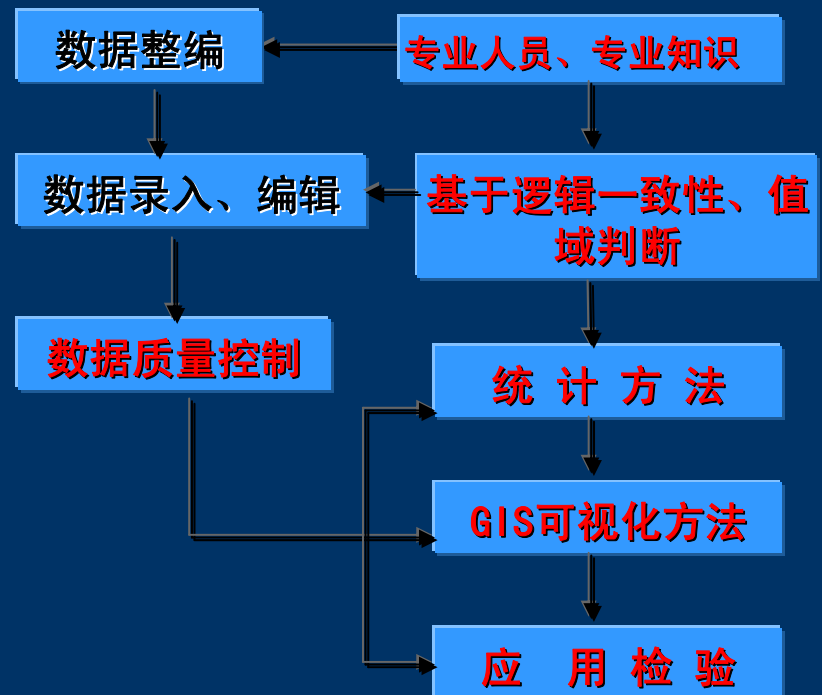 数据整编
专业人员、专业知识
数据录入、编辑
基于逻辑一致性、值
域判断
数据质量控制
统 计 方 法
GIS可视化方法
应 用 检 验